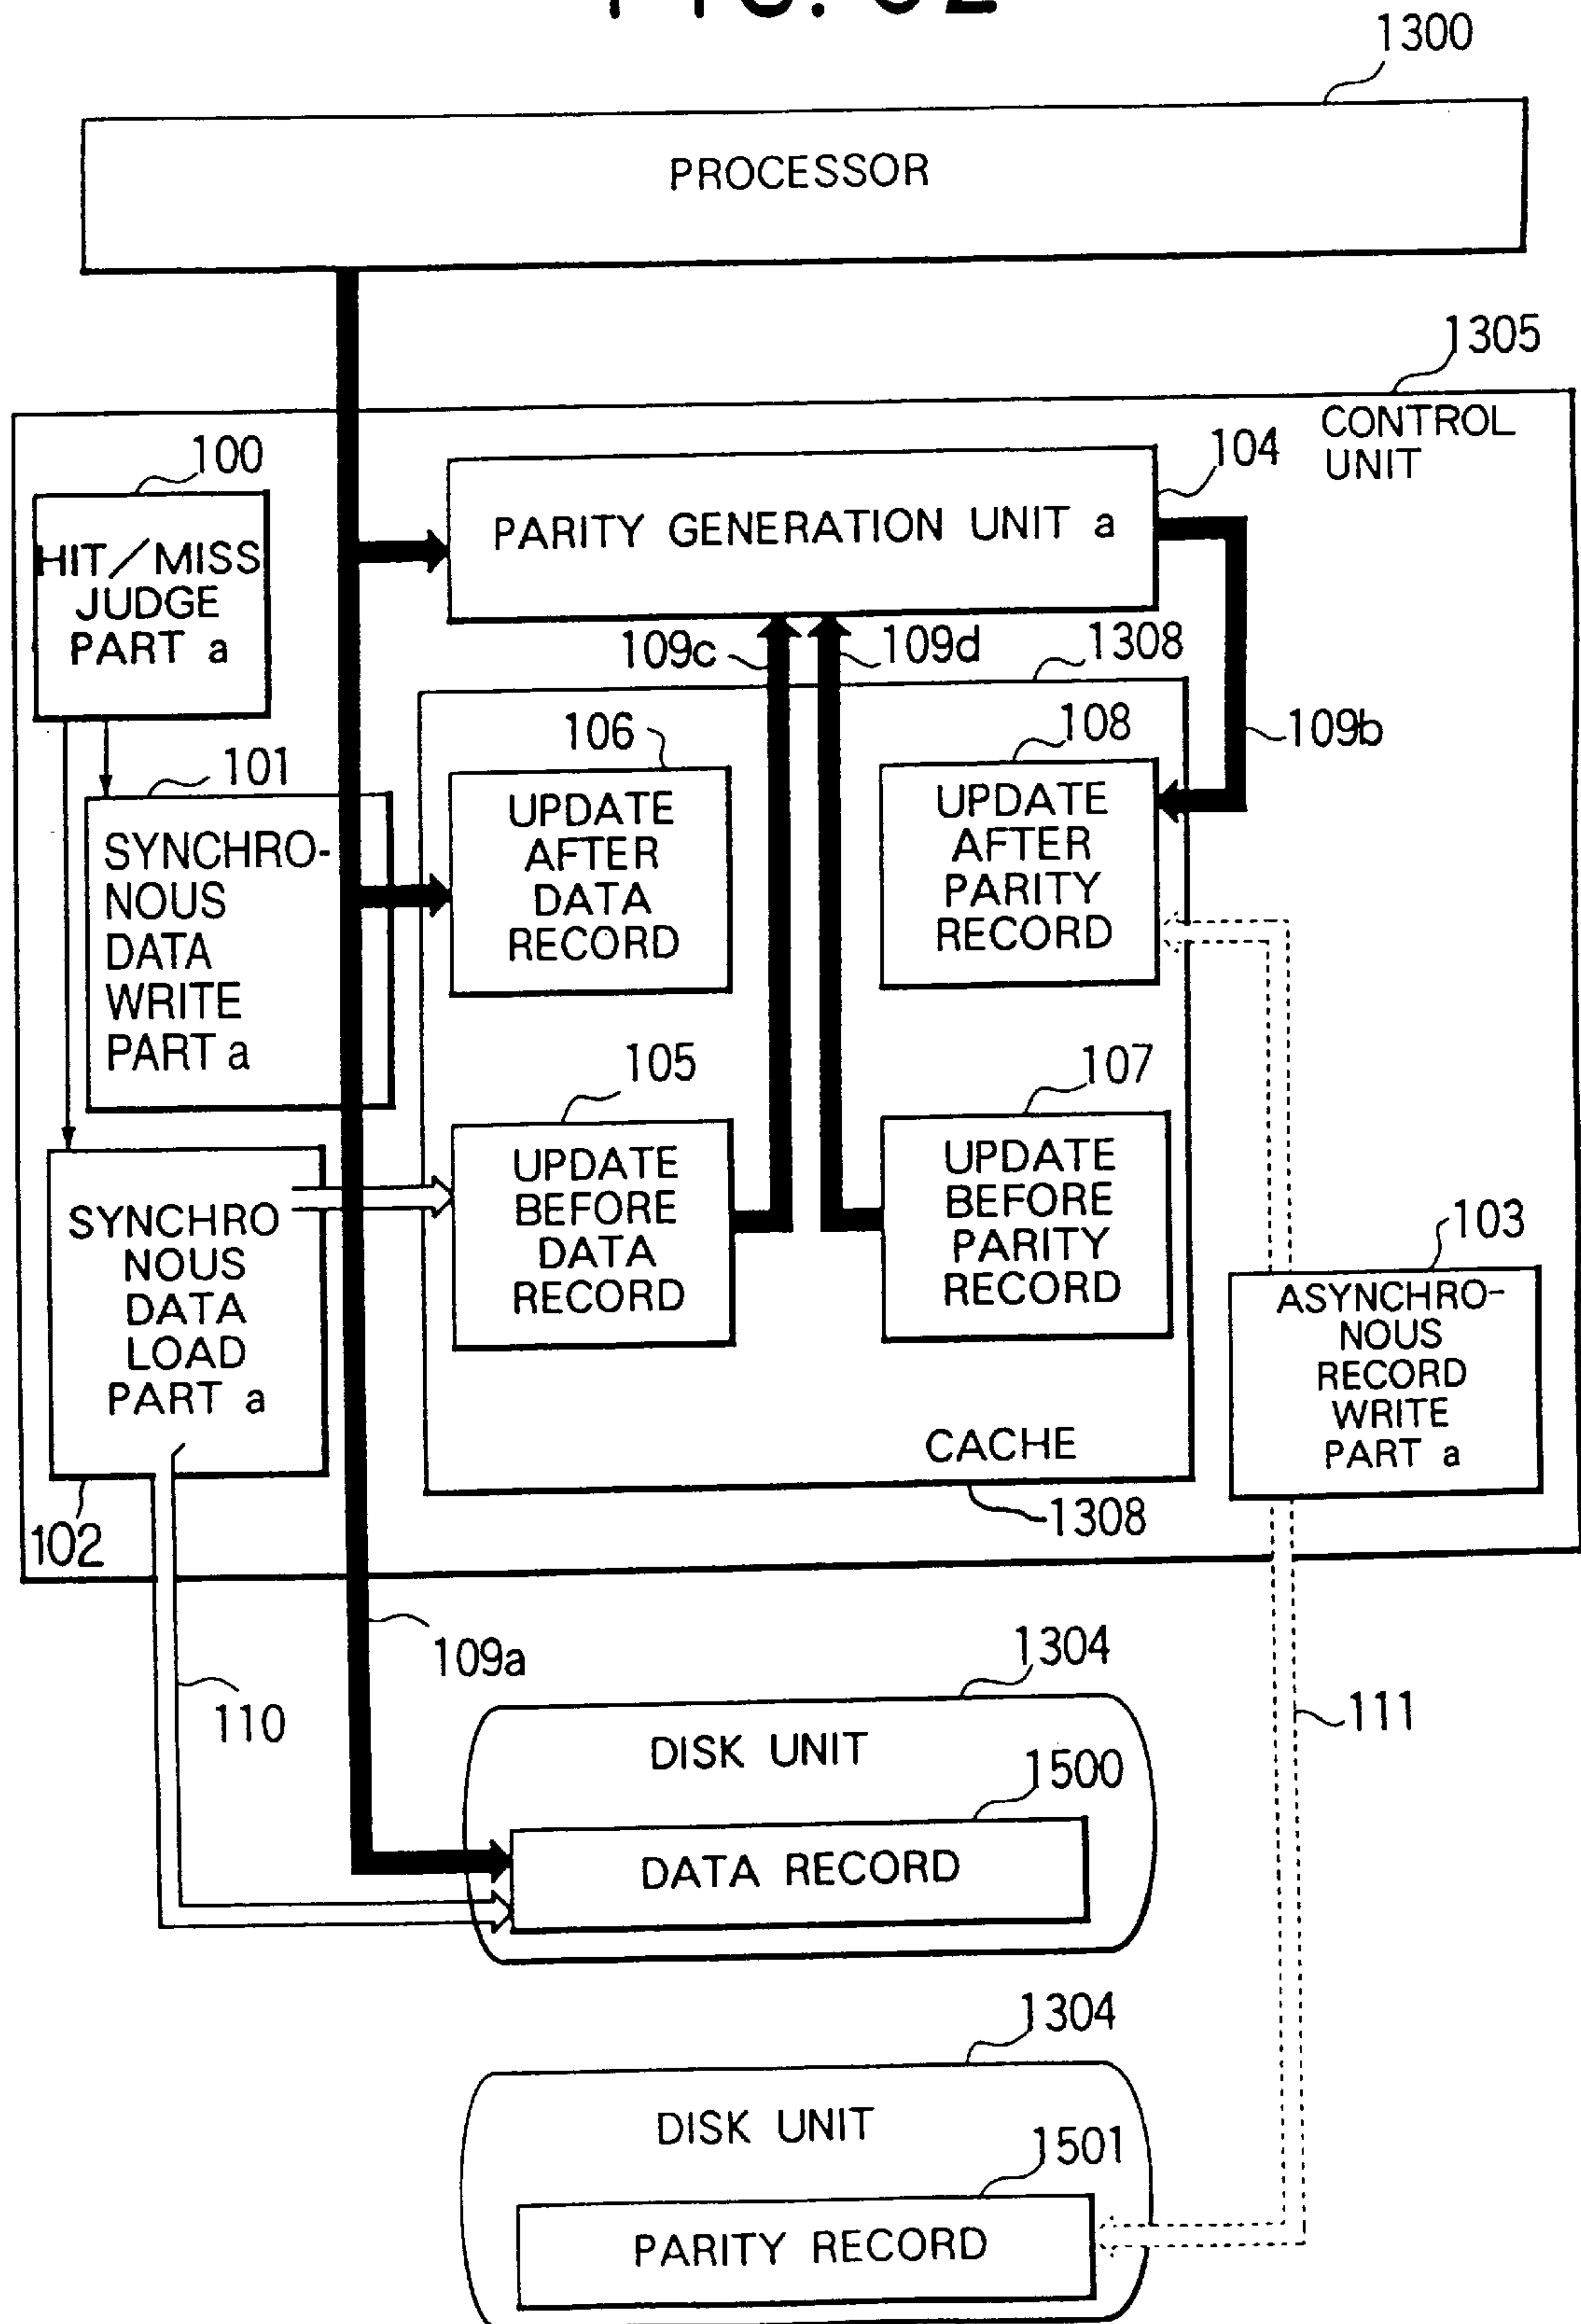 1300
PROCESSOR
1305
CONTROL
UNIT
100
104
HIT/MISS
JUDGE
PART a
PARITY GENERATION UNIT a
109c
109d
1308
109b
106
108
101
UPDATE
AFTER
DATA
RECORD
UPDATE
AFTER
PARITY
RECORD
SYNCHRO-
NOUS
DATA
WRITE
PART a
105
107
UPDATE
BEFORE
DATA
RECORD
UPDATE
BEFORE
PARITY
RECORD
SYNCHRO
NOUS
DATA
LOAD
PART a
103
ASYNCHRO-
NOUS
RECORD
WRITE
PART a
CACHE
1308
102
109a
110
111
1304
DISK UNIT
1500
DATA RECORD
1304
DISK UNIT
1501
PARITY RECORD